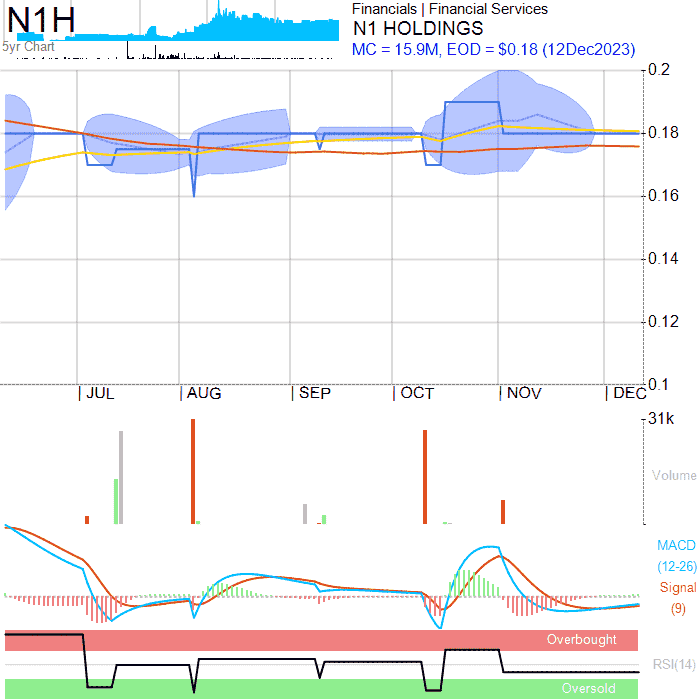 N1H
5yr Chart
Financials | Financial Services
N1 HOLDINGS
MC = 15.9M, EOD = $0.18 (12Dec2023)
0.2
0.18
0.16
0.14
0.12
0.1
| JUL | AUG | SEP | OCT | NOV | DEC
31k
Volume
MACD
(12-26)
Signal
(9)
Overbought
RSI(14)
Oversold